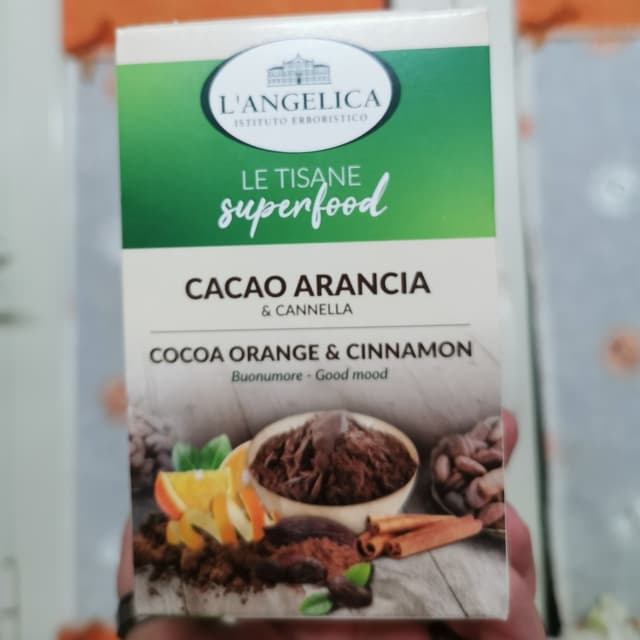 L'ANGELICA
ISTITUTO ERBORISTICO
LE TISANE
superfood
CACAO ARANCIA
& CANNELLA
COCOA ORANGE & CINNAMON
Buonumore - Good mood